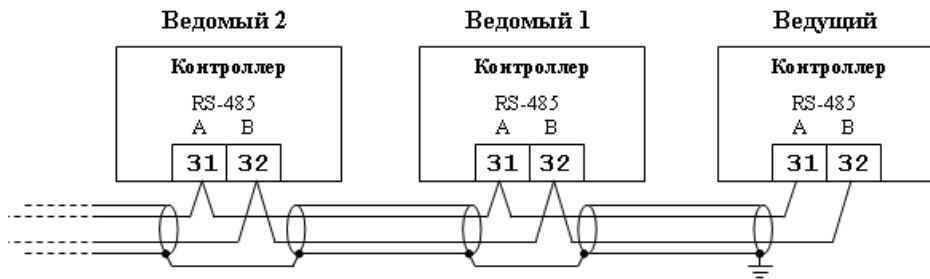 Ведомый 2 Ведомый 1 Ведущий
Контроллер Контроллер Контроллер
RS-485 RS-485 RS-485
A B A B A B
31 32 31 32 31 32